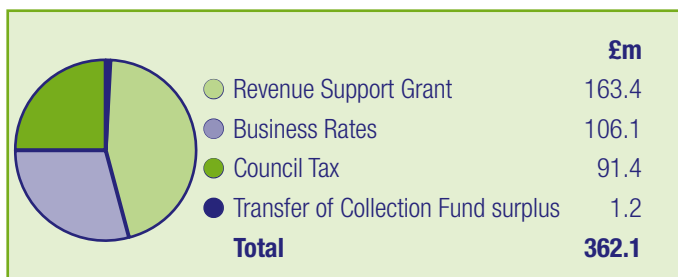 £m
Revenue Support Grant 163.4
Business Rates 106.1
Council Tax 91.4
Transfer of Collection Fund surplus 1.2
Total 362.1